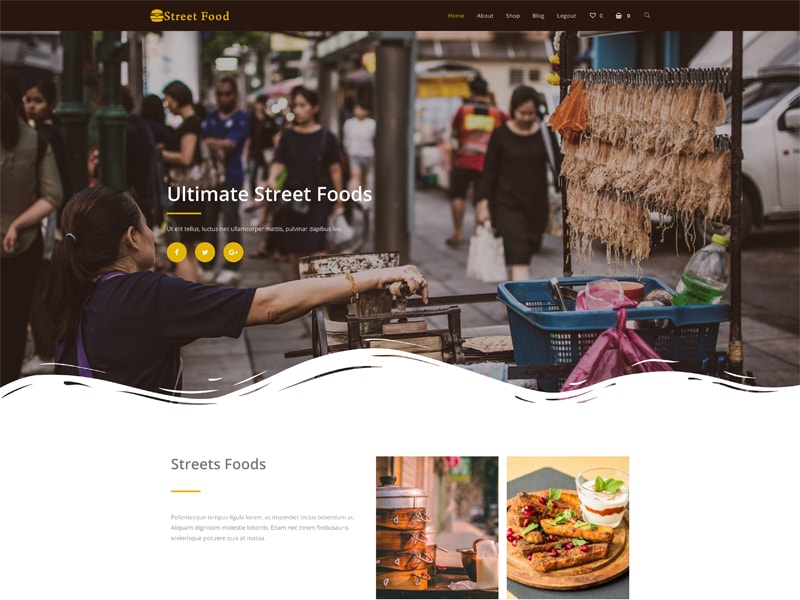 Street Food
Home About Shop Blog Logout 0 0
Ultimate Street Foods
Ut elit tellus, luctus nec ullamcorper mattis, pulvinar dapibus leo.
Streets Foods
Pellentesque tempus ligula lorem, ac imperdiet lectus bibendum ac.
Aliquam dignissim molestie lobortis. Etiam nec lorem finibusuris
scelerisque posuere quis at massa.